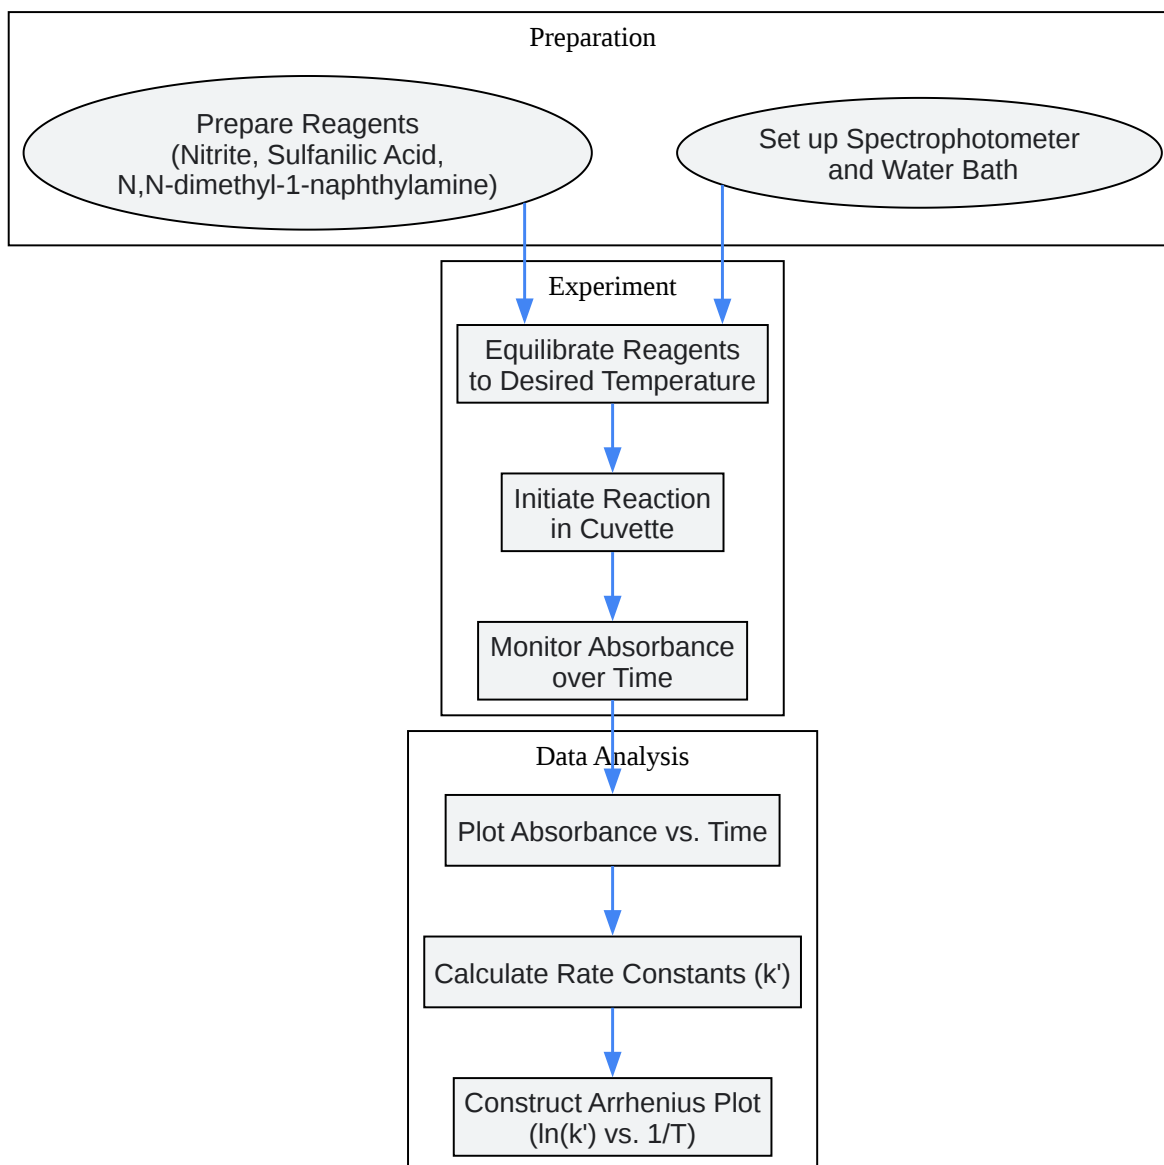 Preparation
Prepare Reagents
(Nitrite, Sulfanilic Acid,
N,N-dimethyl-1-naphthylamine)
Set up Spectrophotometer
and Water Bath
Experiment
Equilibrate Reagents
to Desired Temperature
Initiate Reaction
in Cuvette
Monitor Absorbance
over Time
Data Analysis
Plot Absorbance vs. Time
Calculate Rate Constants (k')
Construct Arrhenius Plot
(ln(k') vs. 1/T)